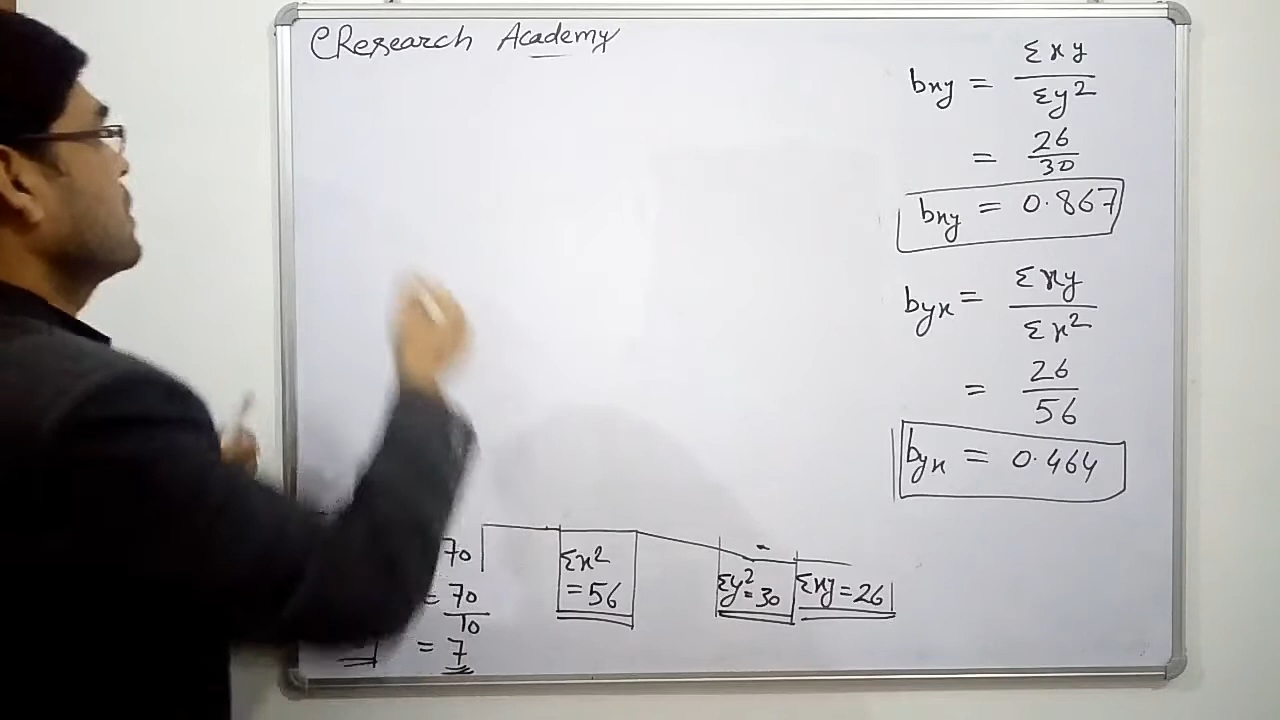 CResearch Academy
bxy = Σxy / Σy²
= 26/30
bxy = 0.867
byx = Σxy / Σx²
= 26/56
byx = 0.464
70
= 70/10
= 7
Σx² = 56
Σy² = 30
Σxy = 26